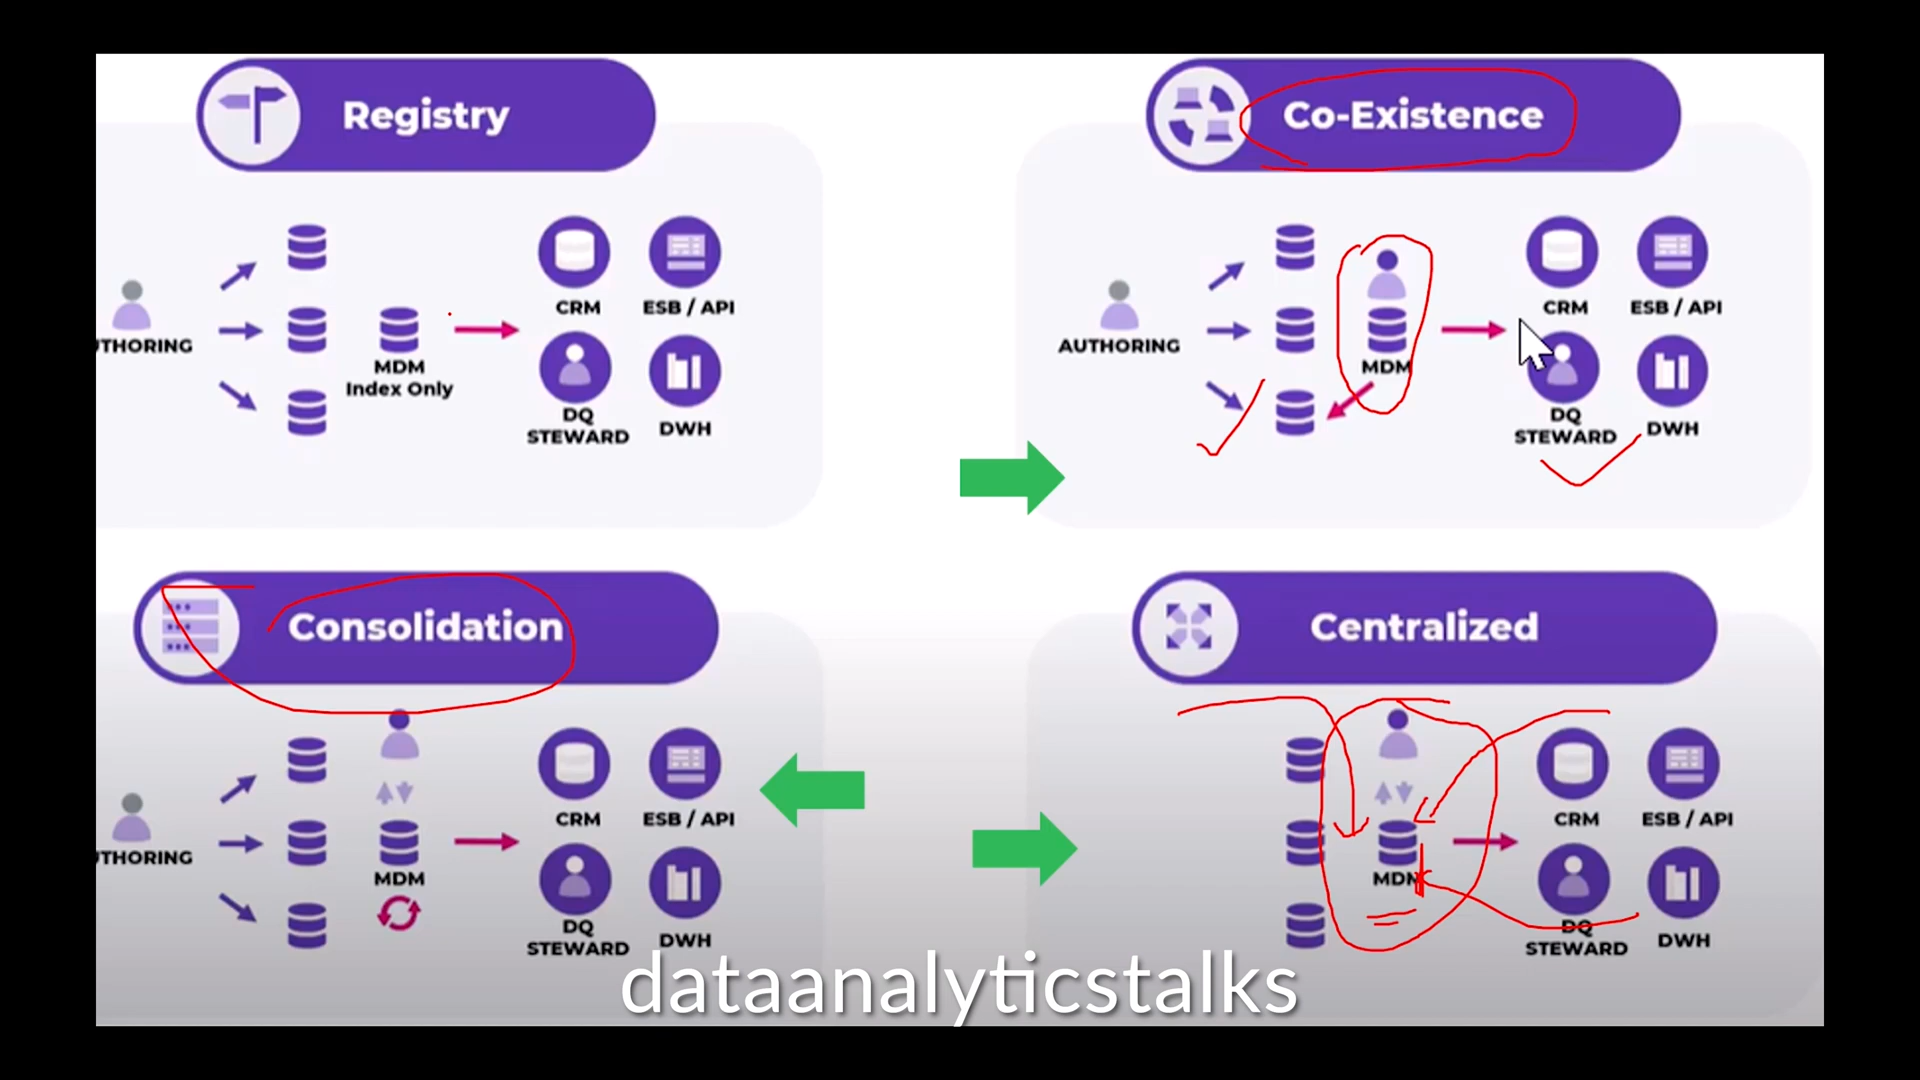 Registry
CRM
ESB / API
THORING
MDM
Index Only
DQ
STEWARD
DWH
Co-Existence
AUTHORING
MDM
CRM
ESB / API
DQ
STEWARD
DWH
Consolidation
THORING
MDM
CRM
ESB / API
DQ
STEWARD
DWH
Centralized
MDM
CRM
ESB / API
DQ
STEWARD
DWH
dataanalyticstalks